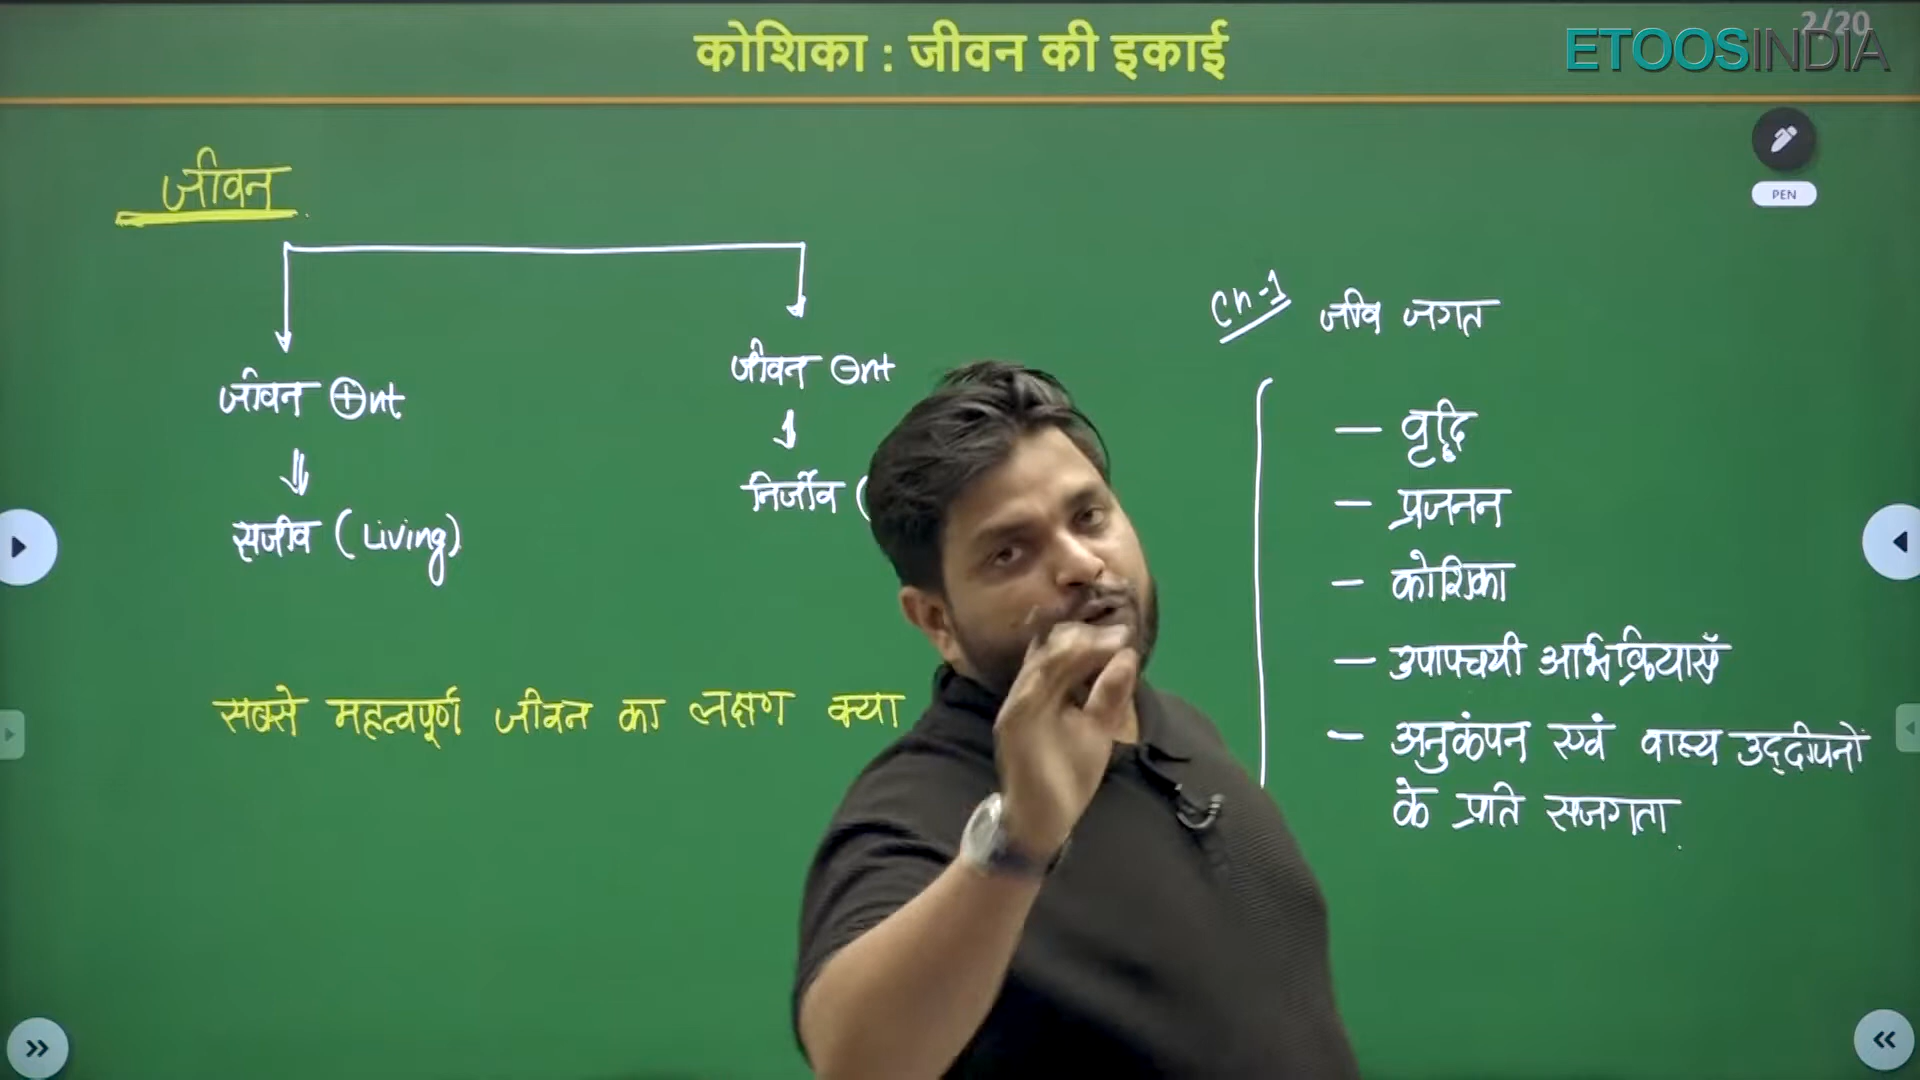 कोशिका : जीवन की इकाई
2/20
ETOOSINDIA
PEN
जीवन
जीवन ⊕nt
सजीव (Living)
जीवन ⊖nt
निर्जीव (
सबसे महत्वपूर्ण जीवन का लक्षण क्या
Ch-1 जीव जगत
— वृद्धि
— प्रजनन
— कोशिका
— उपापचयी अभिक्रियाएँ
— अनुकंपन एवं वाह्य उद्दीपनों
के प्रति सजगता.